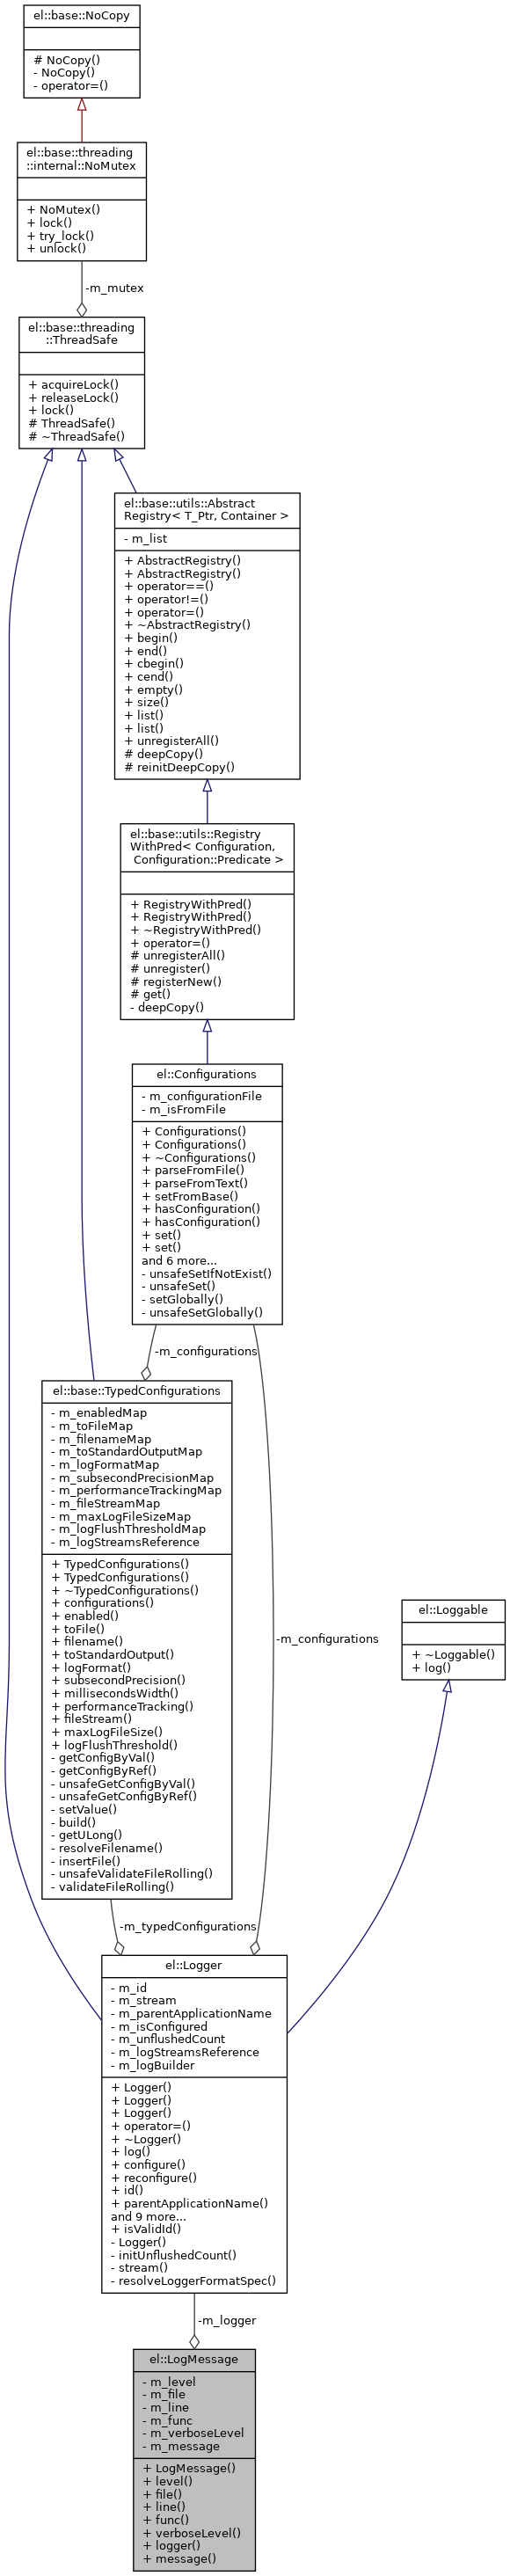 el::base::NoCopy
# NoCopy()
- NoCopy()
- operator=()
el::base::threading
::internal::NoMutex
+ NoMutex()
+ lock()
+ try_lock()
+ unlock()
-m_mutex
el::base::threading
::ThreadSafe
+ acquireLock()
+ releaseLock()
+ lock()
# ThreadSafe()
# ~ThreadSafe()
el::base::utils::Abstract
Registry< T_Ptr, Container >
- m_list
+ AbstractRegistry()
+ AbstractRegistry()
+ operator==()
+ operator!=()
+ operator=()
+ ~AbstractRegistry()
+ begin()
+ end()
+ cbegin()
+ cend()
+ empty()
+ size()
+ list()
+ list()
+ unregisterAll()
# deepCopy()
# reinitDeepCopy()
el::base::utils::Registry
WithPred< Configuration,
Configuration::Predicate >
+ RegistryWithPred()
+ RegistryWithPred()
+ ~RegistryWithPred()
+ operator=()
# unregisterAll()
# unregister()
# registerNew()
# get()
- deepCopy()
el::Configurations
- m_configurationFile
- m_isFromFile
+ Configurations()
+ Configurations()
+ ~Configurations()
+ parseFromFile()
+ parseFromText()
+ setFromBase()
+ hasConfiguration()
+ hasConfiguration()
+ set()
+ set()
and 6 more...
- unsafeSetIfNotExist()
- unsafeSet()
- setGlobally()
- unsafeSetGlobally()
-m_configurations
el::base::TypedConfigurations
- m_enabledMap
- m_toFileMap
- m_filenameMap
- m_toStandardOutputMap
- m_logFormatMap
- m_subsecondPrecisionMap
- m_performanceTrackingMap
- m_fileStreamMap
- m_maxLogFileSizeMap
- m_logFlushThresholdMap
- m_logStreamsReference
+ TypedConfigurations()
+ TypedConfigurations()
+ ~TypedConfigurations()
+ configurations()
+ enabled()
+ toFile()
+ filename()
+ toStandardOutput()
+ logFormat()
+ subsecondPrecision()
+ millisecondsWidth()
+ performanceTracking()
+ fileStream()
+ maxLogFileSize()
+ logFlushThreshold()
- getConfigByVal()
- getConfigByRef()
- unsafeGetConfigByVal()
- unsafeGetConfigByRef()
- setValue()
- build()
- getULong()
- resolveFilename()
- insertFile()
- unsafeValidateFileRolling()
- validateFileRolling()
-m_configurations
el::Loggable
+ ~Loggable()
+ log()
-m_typedConfigurations
el::Logger
- m_id
- m_stream
- m_parentApplicationName
- m_isConfigured
- m_unflushedCount
- m_logStreamsReference
- m_logBuilder
+ Logger()
+ Logger()
+ Logger()
+ operator=()
+ ~Logger()
+ log()
+ configure()
+ reconfigure()
+ id()
+ parentApplicationName()
and 9 more...
+ isValidId()
- Logger()
- initUnflushedCount()
- stream()
- resolveLoggerFormatSpec()
-m_logger
el::LogMessage
- m_level
- m_file
- m_line
- m_func
- m_verboseLevel
- m_message
+ LogMessage()
+ level()
+ file()
+ line()
+ func()
+ verboseLevel()
+ logger()
+ message()